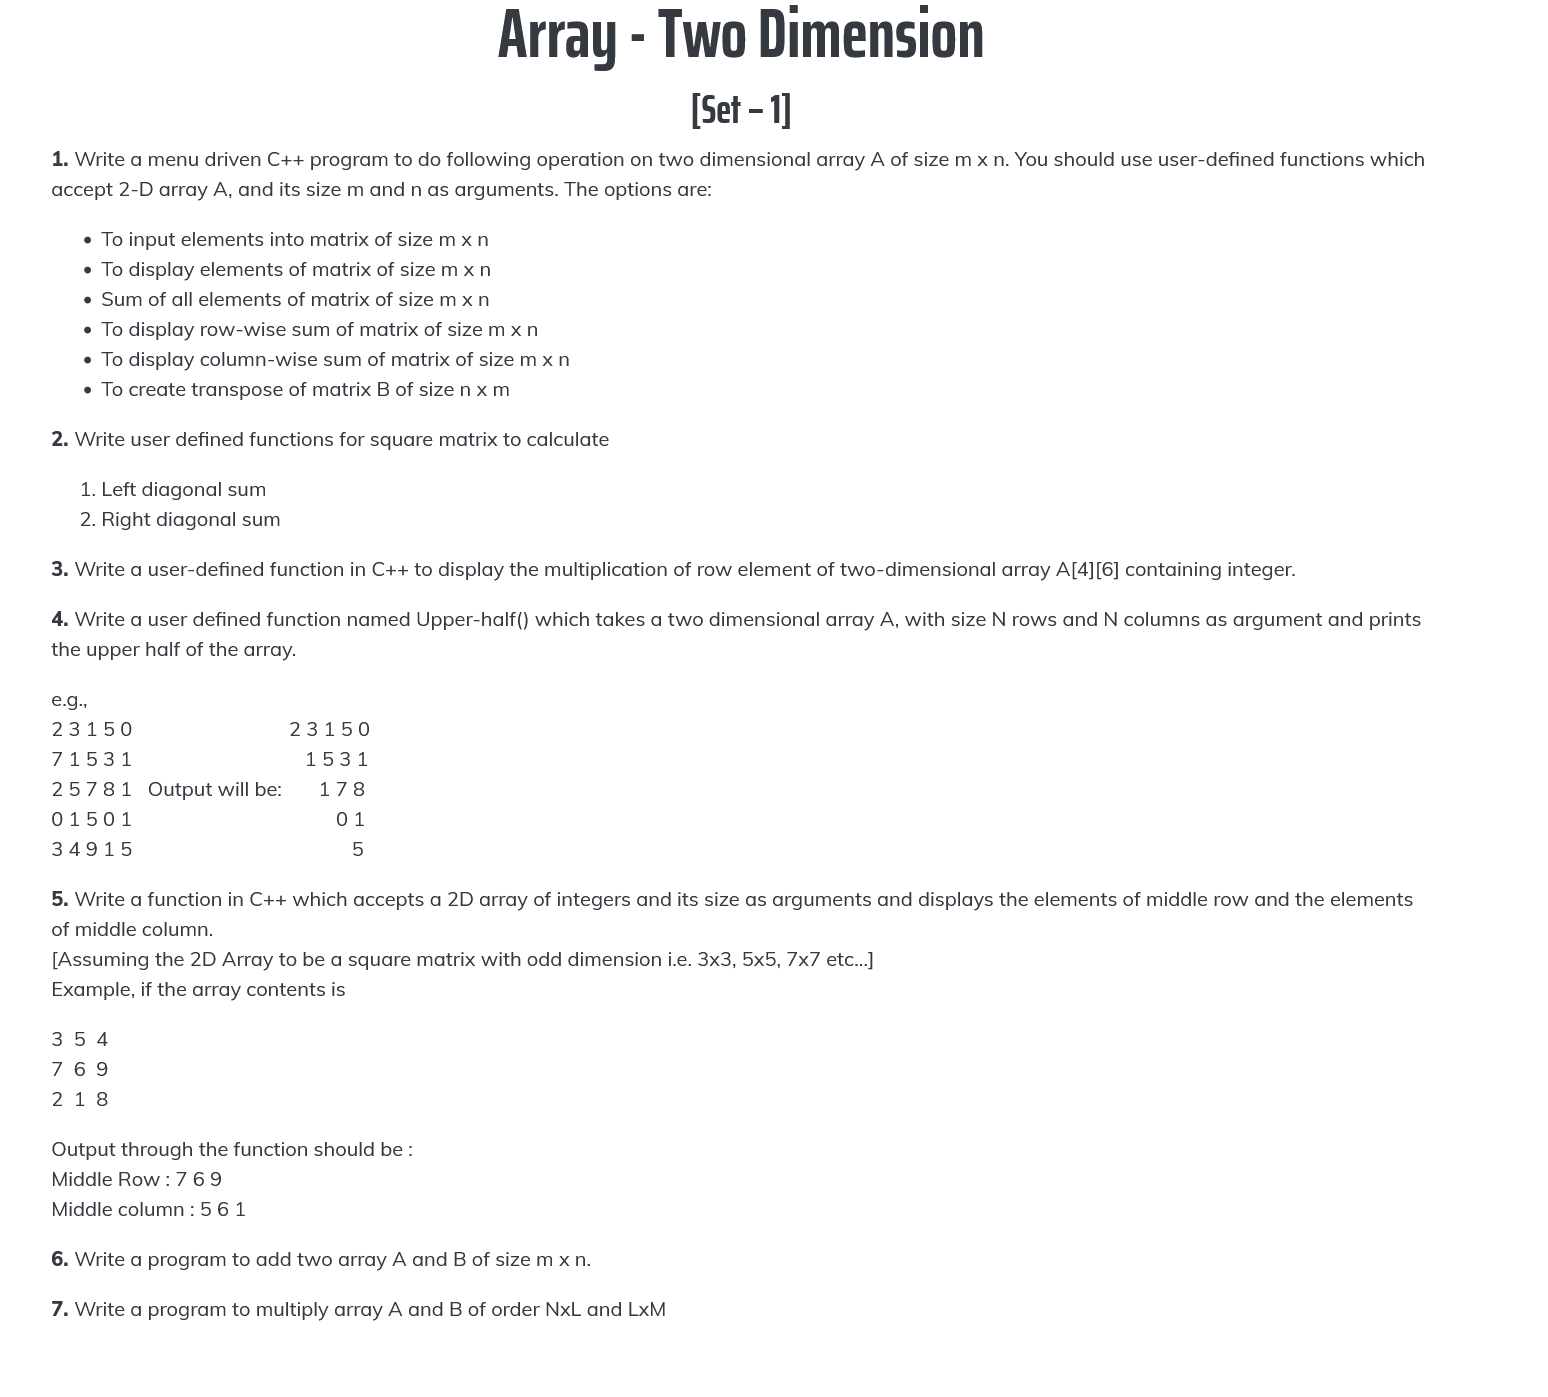 Array - Two Dimension
[Set – 1]
1. Write a menu driven C++ program to do following operation on two dimensional array A of size m x n. You should use user-defined functions which
accept 2-D array A, and its size m and n as arguments. The options are:
• To input elements into matrix of size m x n
• To display elements of matrix of size m x n
• Sum of all elements of matrix of size m x n
• To display row-wise sum of matrix of size m x n
• To display column-wise sum of matrix of size m x n
• To create transpose of matrix B of size n x m
2. Write user defined functions for square matrix to calculate
1. Left diagonal sum
2. Right diagonal sum
3. Write a user-defined function in C++ to display the multiplication of row element of two-dimensional array A[4][6] containing integer.
4. Write a user defined function named Upper-half() which takes a two dimensional array A, with size N rows and N columns as argument and prints
the upper half of the array.
e.g.,
2 3 1 5 0 2 3 1 5 0
7 1 5 3 1 1 5 3 1
2 5 7 8 1 Output will be: 1 7 8
0 1 5 0 1 0 1
3 4 9 1 5 5
5. Write a function in C++ which accepts a 2D array of integers and its size as arguments and displays the elements of middle row and the elements
of middle column.
[Assuming the 2D Array to be a square matrix with odd dimension i.e. 3x3, 5x5, 7x7 etc...]
Example, if the array contents is
3 5 4
7 6 9
2 1 8
Output through the function should be :
Middle Row : 7 6 9
Middle column : 5 6 1
6. Write a program to add two array A and B of size m x n.
7. Write a program to multiply array A and B of order NxL and LxM